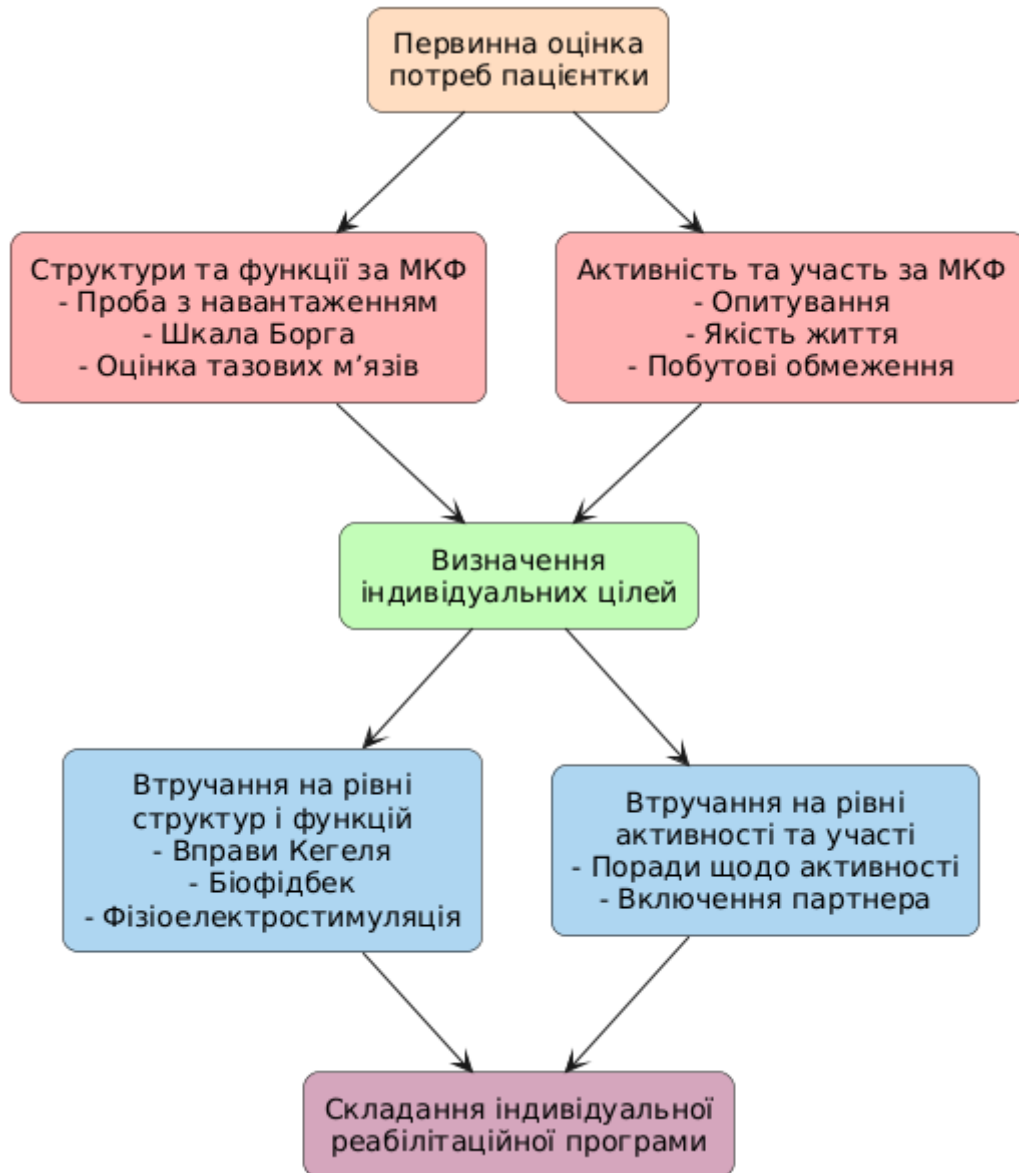 Первинна оцінка
потреб пацієнтки
Структури та функції за МКФ
- Проба з навантаженням
- Шкала Борга
- Оцінка тазових м’язів
Активність та участь за МКФ
- Опитування
- Якість життя
- Побутові обмеження
Визначення
індивідуальних цілей
Втручання на рівні
структур і функцій
- Вправи Кегеля
- Біофідбек
- Фізіоелектростимуляція
Втручання на рівні
активності та участі
- Поради щодо активності
- Включення партнера
Складання індивідуальної
реабілітаційної програми